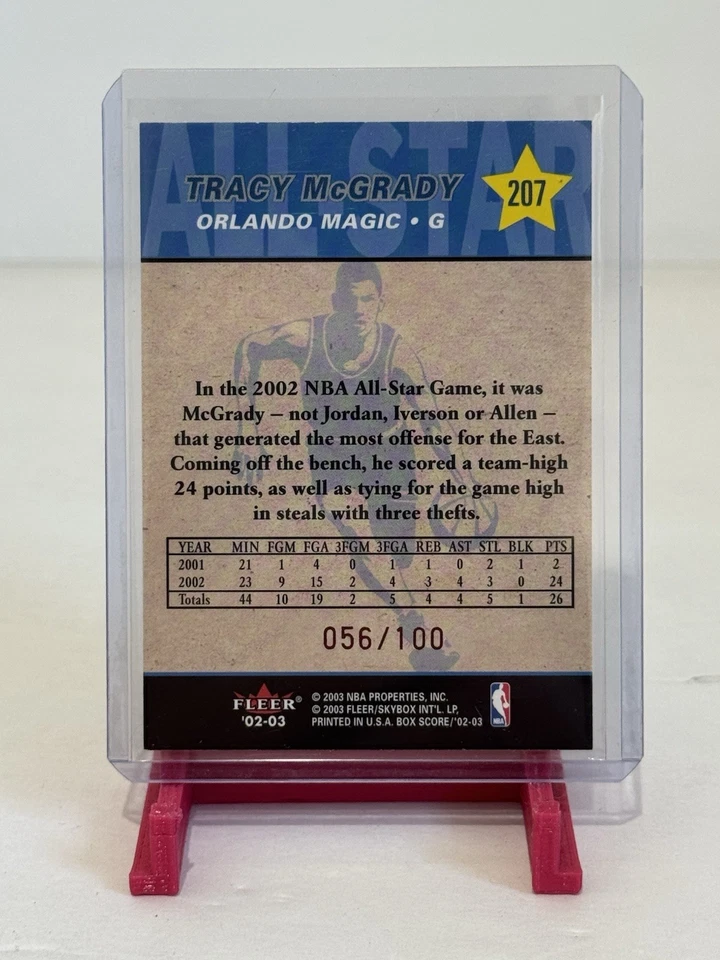 ALL STAR
TRACY McGRADY
207
ORLANDO MAGIC • G
In the 2002 NBA All-Star Game, it was
McGrady – not Jordan, Iverson or Allen –
that generated the most offense for the East.
Coming off the bench, he scored a team-high
24 points, as well as tying for the game high
in steals with three thefts.
YEAR MIN FGM FGA 3FGM 3FGA REB AST STL BLK PTS
2001 21 1 4 0 1 1 0 2 1 2
2002 23 9 15 2 4 3 4 3 0 24
Totals 44 10 19 2 5 4 4 5 1 26
056/100
FLEER®
'02-03
© 2003 NBA PROPERTIES, INC.
© 2003 FLEER/SKYBOX INT'L. LP,
PRINTED IN U.S.A. BOX SCORE/'02-03
NBA